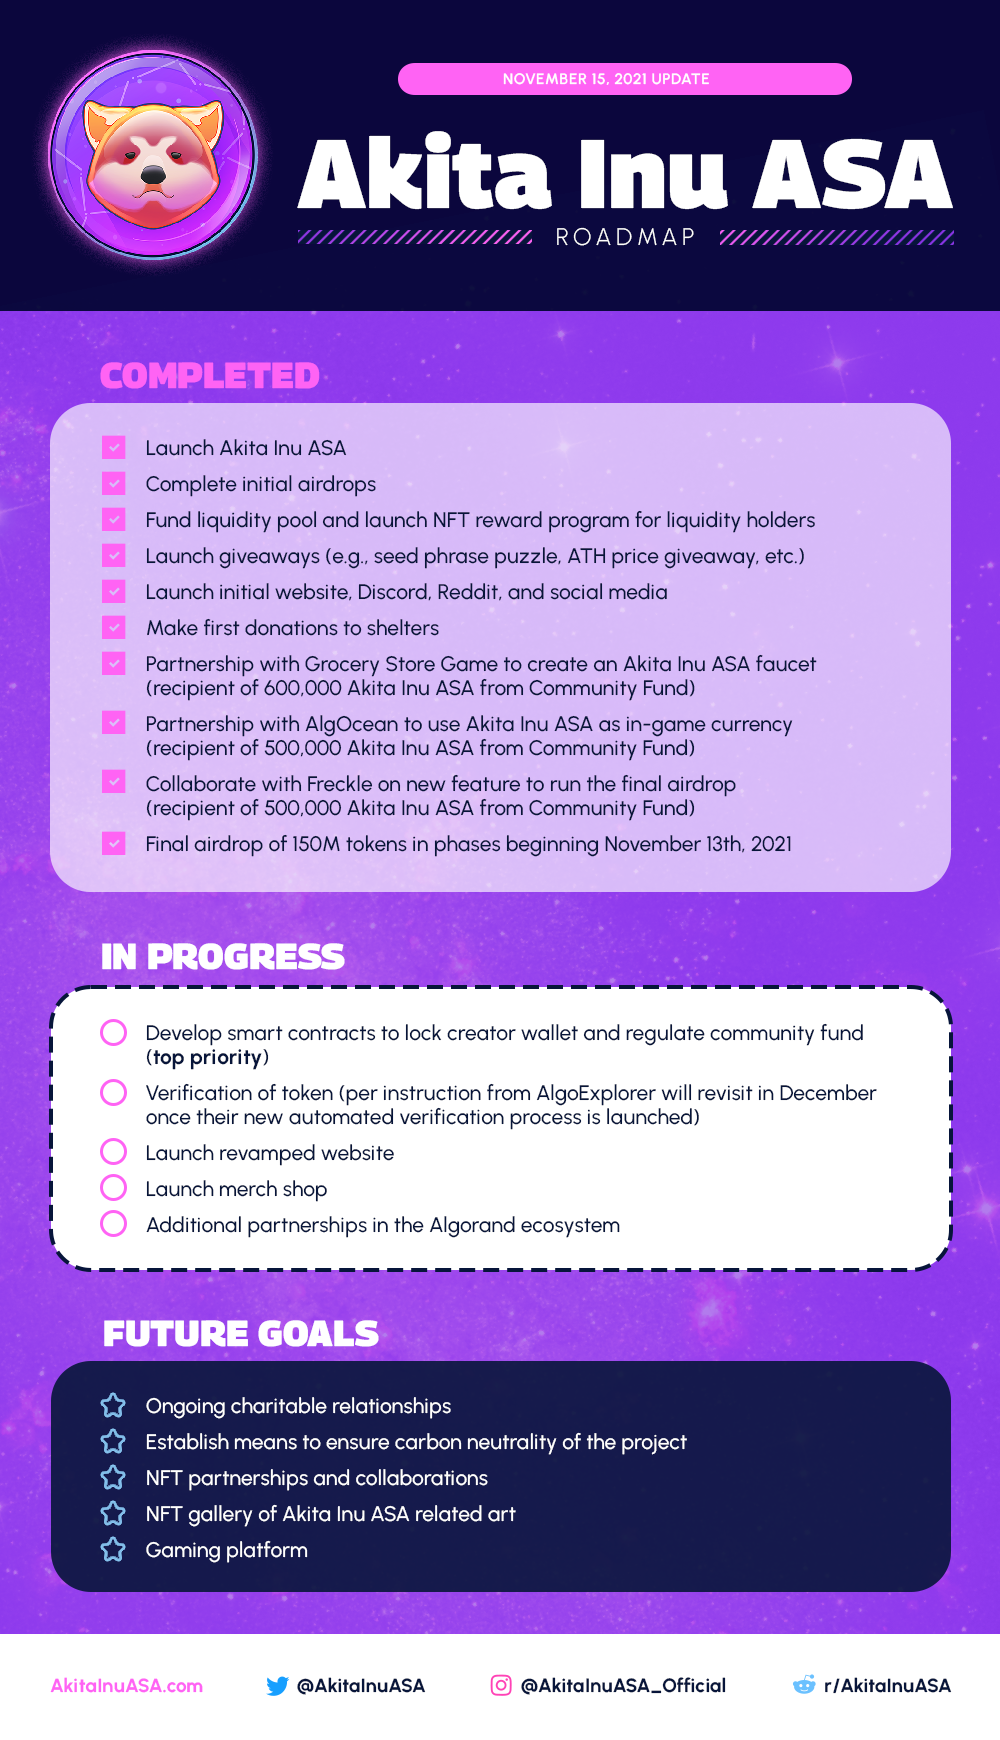 NOVEMBER 15, 2021 UPDATE
Akita Inu ASA
ROADMAP
COMPLETED
Launch Akita Inu ASA
Complete initial airdrops
Fund liquidity pool and launch NFT reward program for liquidity holders
Launch giveaways (e.g., seed phrase puzzle, ATH price giveaway, etc.)
Launch initial website, Discord, Reddit, and social media
Make first donations to shelters
Partnership with Grocery Store Game to create an Akita Inu ASA faucet
(recipient of 600,000 Akita Inu ASA from Community Fund)
Partnership with AlgOcean to use Akita Inu ASA as in-game currency
(recipient of 500,000 Akita Inu ASA from Community Fund)
Collaborate with Freckle on new feature to run the final airdrop
(recipient of 500,000 Akita Inu ASA from Community Fund)
Final airdrop of 150M tokens in phases beginning November 13th, 2021
IN PROGRESS
Develop smart contracts to lock creator wallet and regulate community fund
(top priority)
Verification of token (per instruction from AlgoExplorer will revisit in December
once their new automated verification process is launched)
Launch revamped website
Launch merch shop
Additional partnerships in the Algorand ecosystem
FUTURE GOALS
Ongoing charitable relationships
Establish means to ensure carbon neutrality of the project
NFT partnerships and collaborations
NFT gallery of Akita Inu ASA related art
Gaming platform
AkitaInuASA.com @AkitaInuASA @AkitaInuASA_Official r/AkitaInuASA